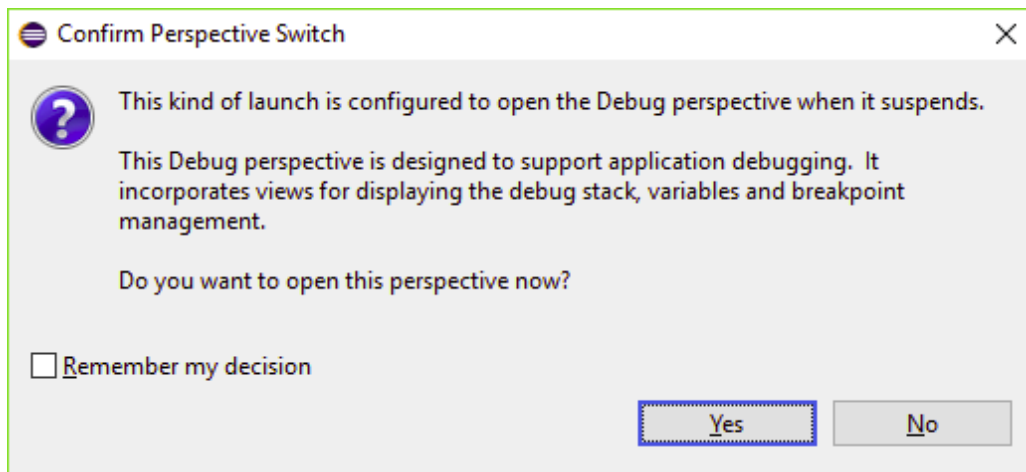 Confirm Perspective Switch
This kind of launch is configured to open the Debug perspective when it suspends.
This Debug perspective is designed to support application debugging.  It
incorporates views for displaying the debug stack, variables and breakpoint
management.
Do you want to open this perspective now?
Remember my decision
Yes
No